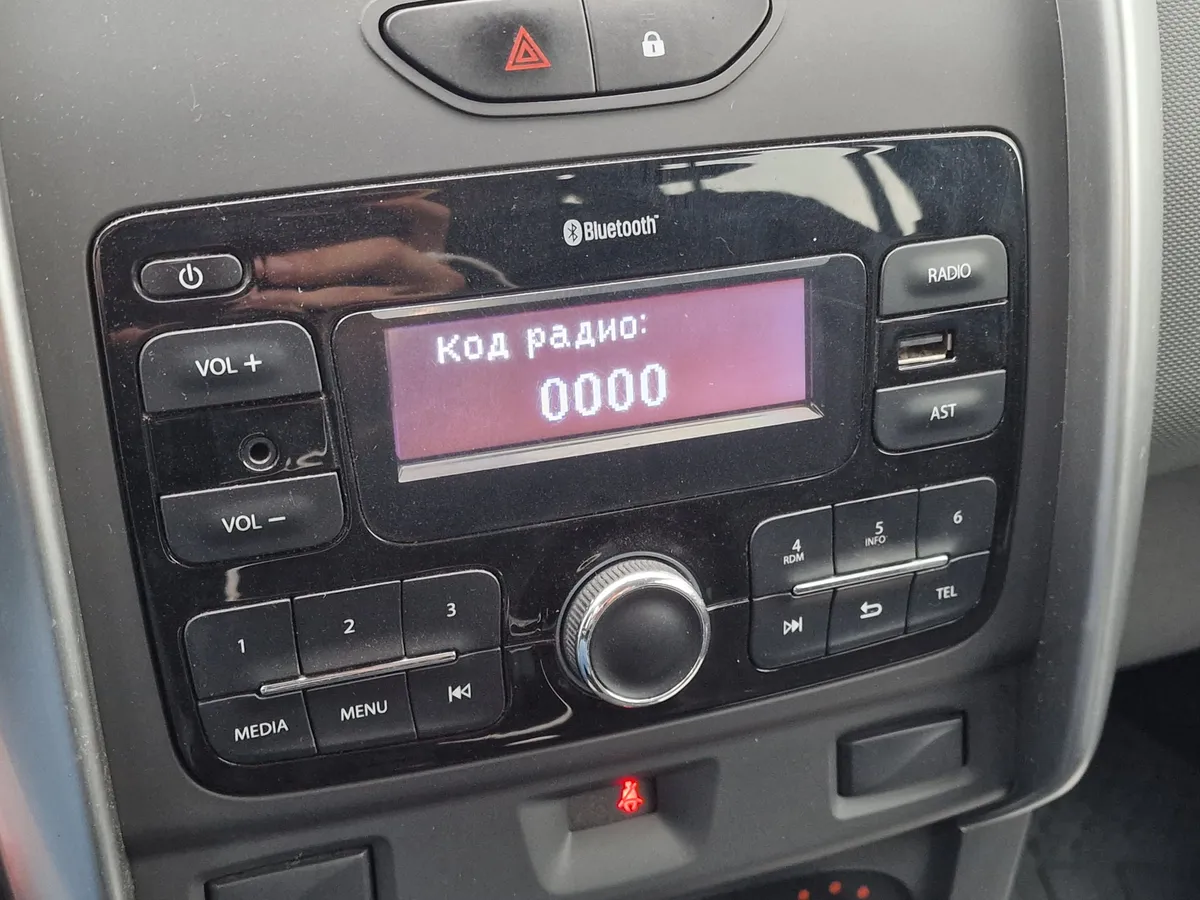 Bluetooth
RADIO
VOL +
Код радио:
0000
AST
VOL −
1
2
3
4
RDM
5
INFO
6
MEDIA
MENU
TEL